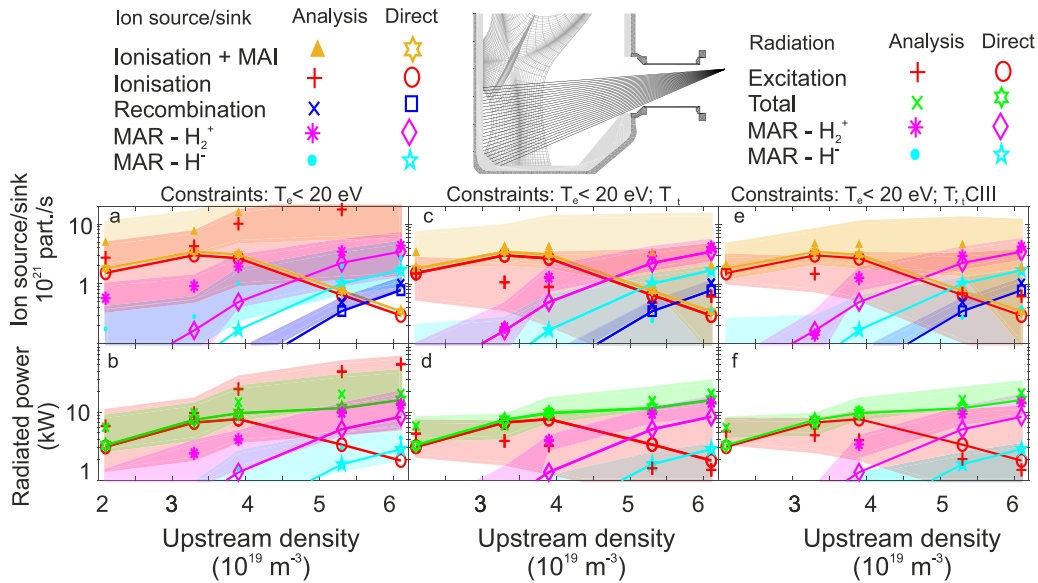 Ion source/sink Analysis Direct
Ionisation + MAI
Ionisation
Recombination
MAR - H₂⁺
MAR - H⁻
Radiation Analysis Direct
Excitation
Total
MAR - H₂⁺
MAR - H⁻
Constraints: Tₑ< 20 eV
Constraints: Tₑ< 20 eV; Tₜ
Constraints: Tₑ< 20 eV; T;ₜCIII
Ion source/sink
10²¹ part./s
10
1
a
c
e
Radiated power
(kW)
10
1
b
d
f
2 3 4 5 6
3 4 5 6
3 4 5 6
Upstream density
(10¹⁹ m⁻³)
Upstream density
(10¹⁹ m⁻³)
Upstream density
(10¹⁹ m⁻³)